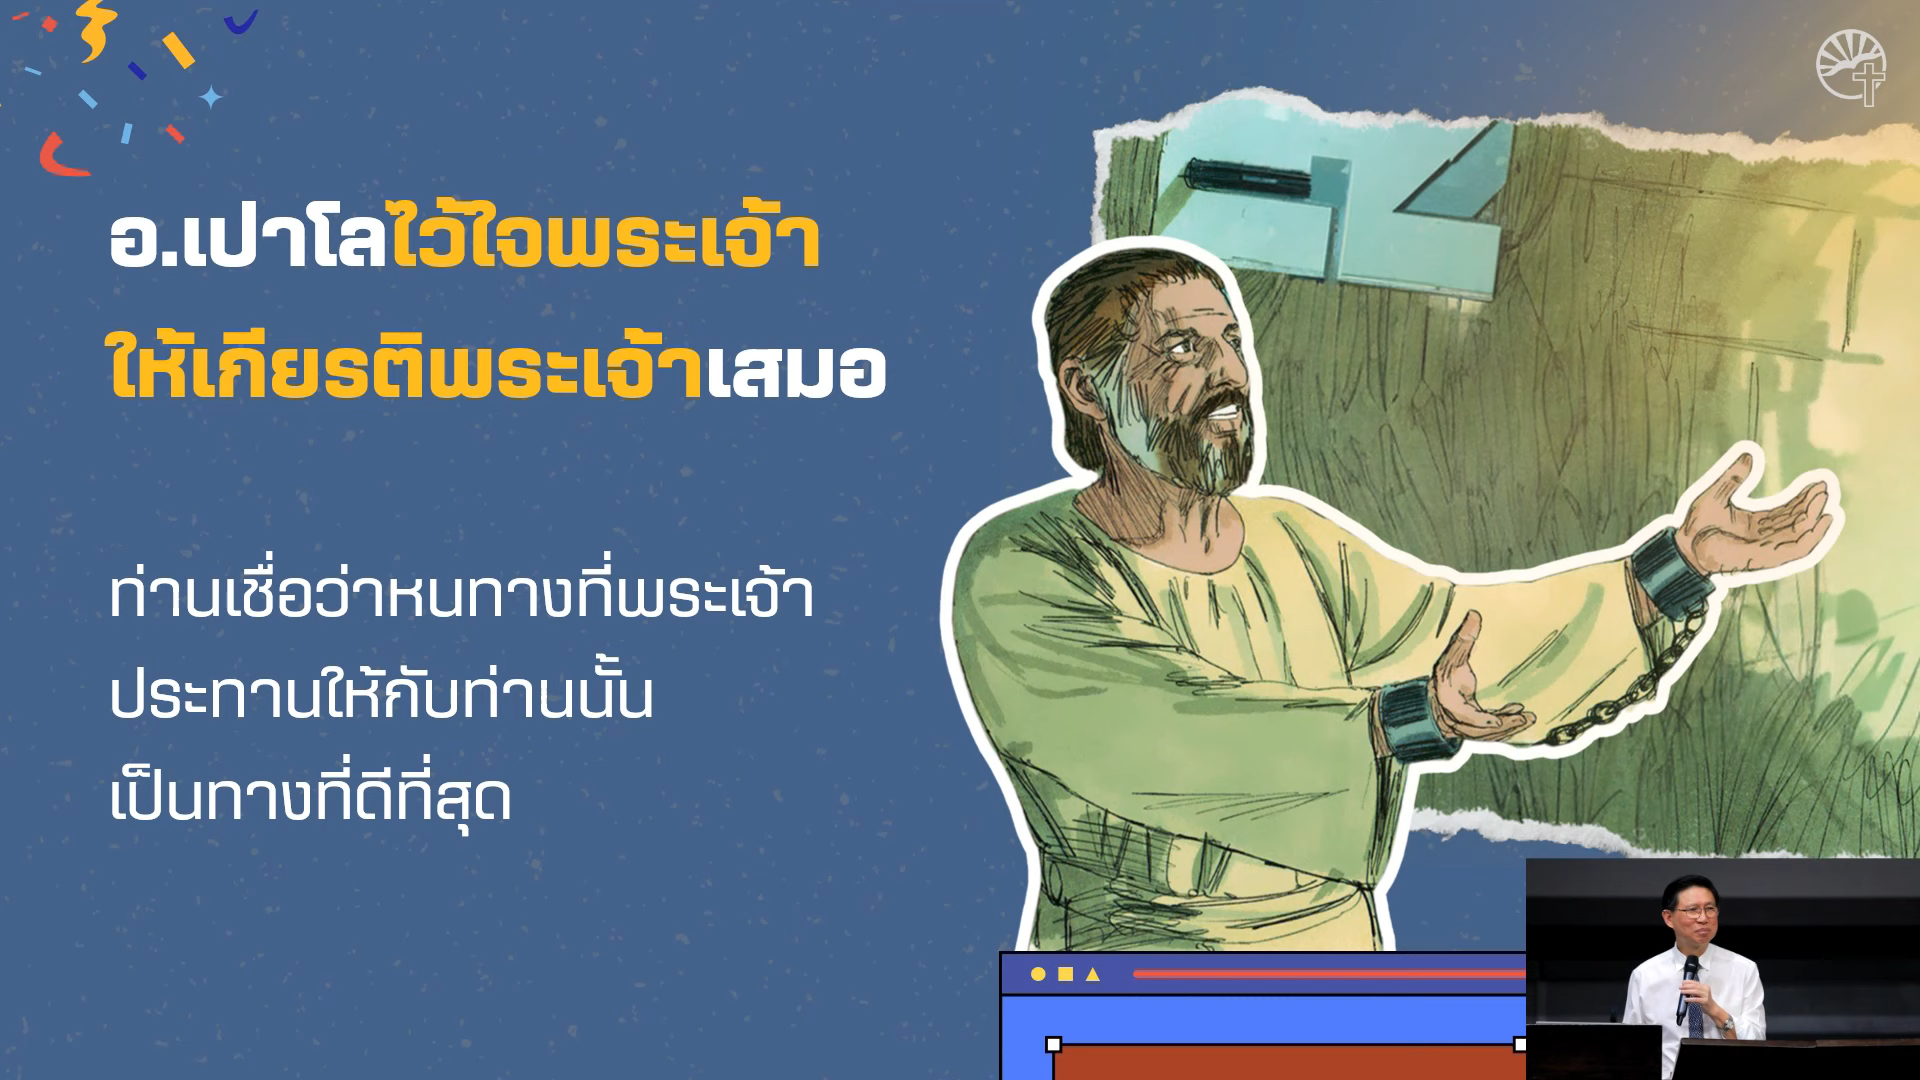 อ.เปาโลไว้ใจพระเจ้า
ให้เกียรติพระเจ้าเสมอ
ท่านเชื่อว่าหนทางที่พระเจ้า
ประทานให้กับท่านนั้น
เป็นทางที่ดีที่สุด